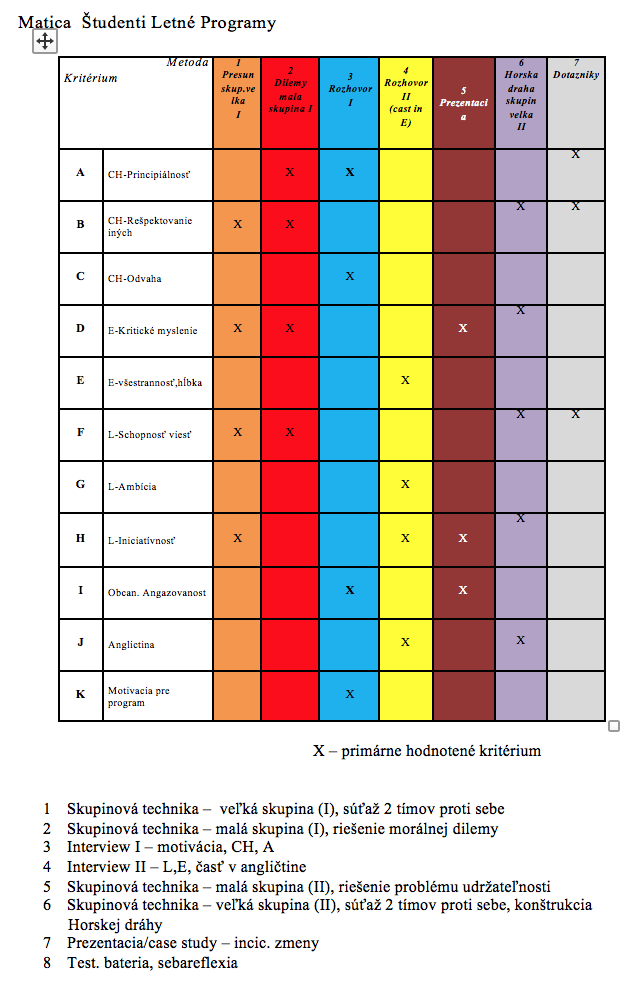 Matica Študenti Letné Programy
Metoda
Kritérium
1
Presun
skup.ve
lka
I
2
Dilemy
mala
skupina I
3
Rozhovor
I
4
Rozhovor
II
(cast in
E)
5
Prezentaci
a
6
Horska
draha
skupin
velka
II
7
Dotazniky
A CH-Principiálnosť X X X
B CH-Rešpektovanie
iných X X X X
C CH-Odvaha X
D E-Kritické myslenie X X X X
E E-všestrannosť,hĺbka X
F L-Schopnosť viesť X X X X
G L-Ambícia X
H L-Iniciatívnosť X X X X
I Obcan. Angazovanost X X
J Anglictina X X
K Motivacia pre
program X
X – primárne hodnotené kritérium
1 Skupinová technika – veľká skupina (I), súťaž 2 tímov proti sebe
2 Skupinová technika – malá skupina (I), riešenie morálnej dilemy
3 Interview I – motivácia, CH, A
4 Interview II – L,E, časť v angličtine
5 Skupinová technika – malá skupina (II), riešenie problému udržateľnosti
6 Skupinová technika – veľká skupina (II), súťaž 2 tímov proti sebe, konštrukcia
Horskej dráhy
7 Prezentacia/case study – incic. zmeny
8 Test. bateria, sebareflexia